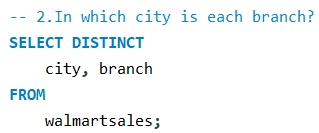 -- 2.In which city is each branch?
SELECT DISTINCT
    city, branch
FROM
    walmartsales;